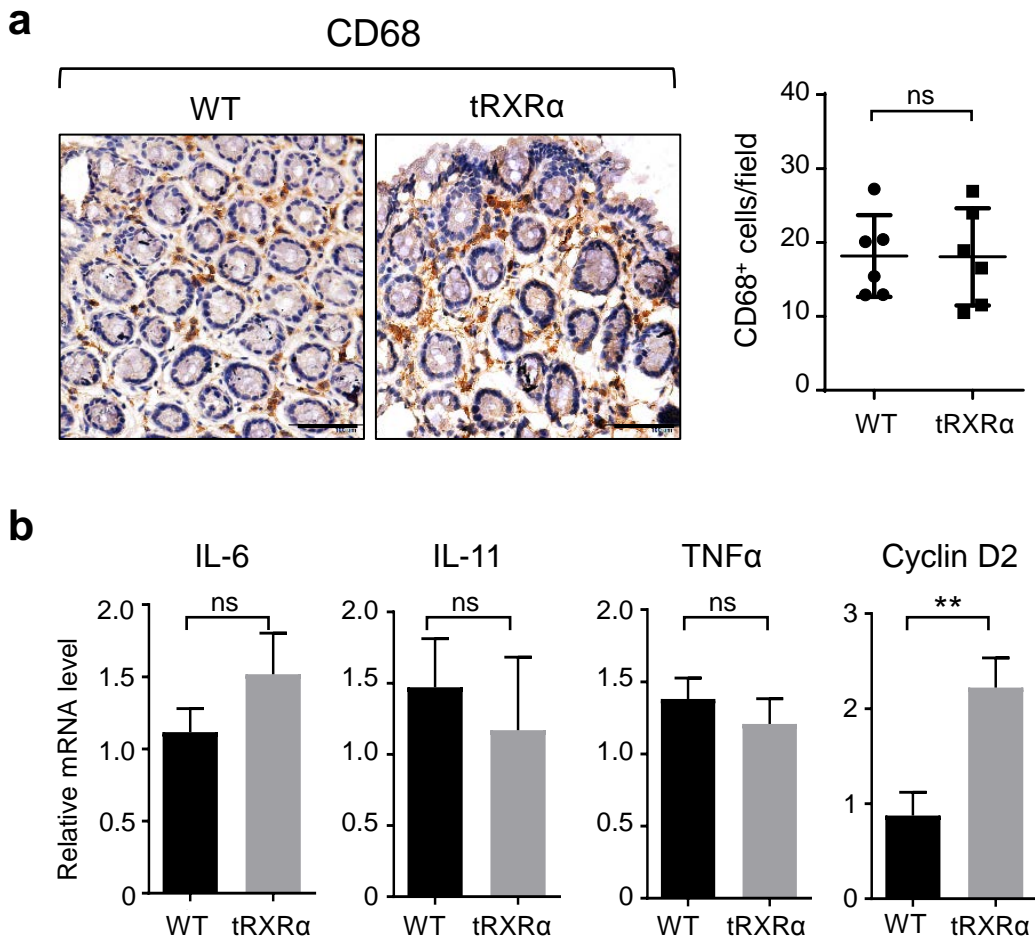 a
CD68
WT
tRXRα
100 μm
CD68⁺ cells/field
40
30
20
10
0
ns
WT
tRXRα
b
Relative mRNA level
IL-6
2.0
1.5
1.0
0.5
0
ns
WT
tRXRα
IL-11
2.0
1.5
1.0
0.5
0
ns
WT
tRXRα
TNFα
2.0
1.5
1.0
0.5
0
ns
WT
tRXRα
Cyclin D2
3
2
1
0
**
WT
tRXRα